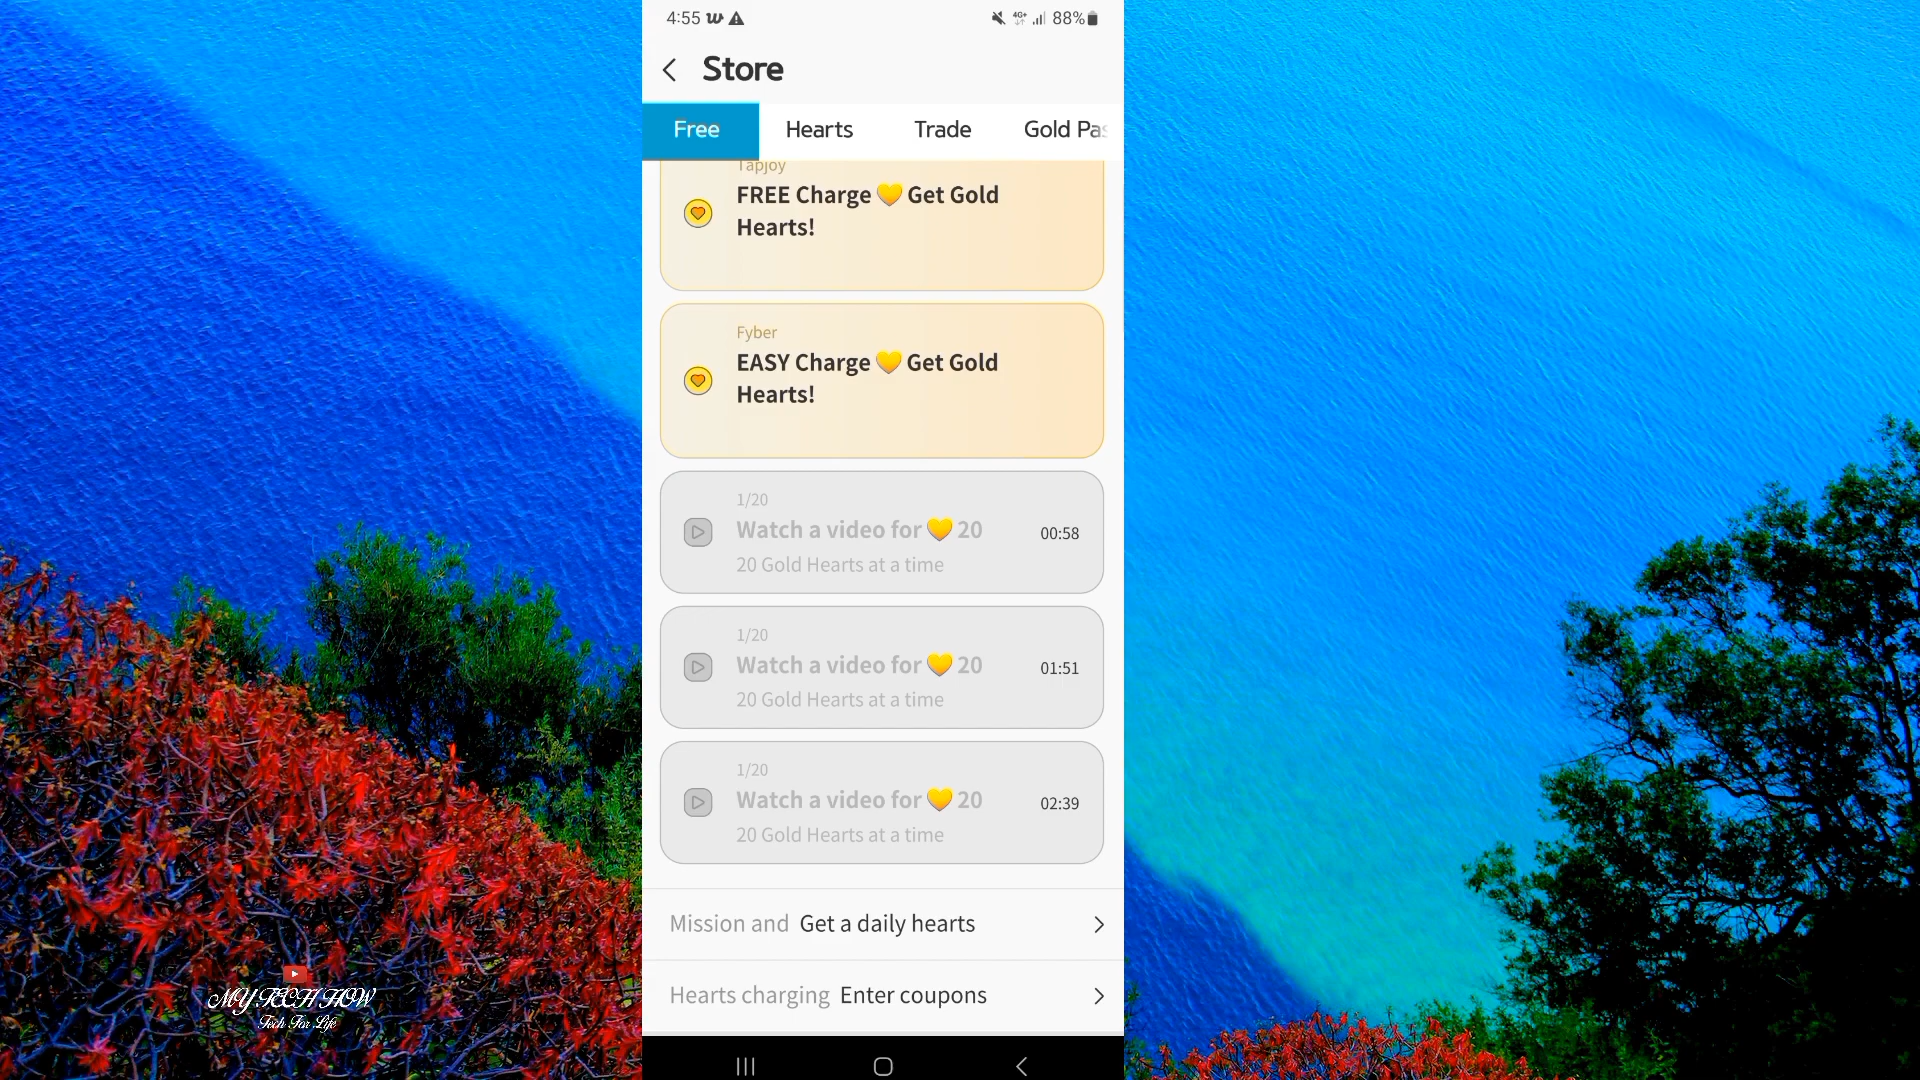 4:55
4G+
88%
Store
Free
Hearts
Trade
Gold Pas
Tapjoy
FREE Charge 💛 Get Gold
Hearts!
Fyber
EASY Charge 💛 Get Gold
Hearts!
1/20
Watch a video for 💛 20
00:58
20 Gold Hearts at a time
1/20
Watch a video for 💛 20
01:51
20 Gold Hearts at a time
1/20
Watch a video for 💛 20
02:39
20 Gold Hearts at a time
Mission and Get a daily hearts
Hearts charging Enter coupons
MY TECH HOW
Tech For Life